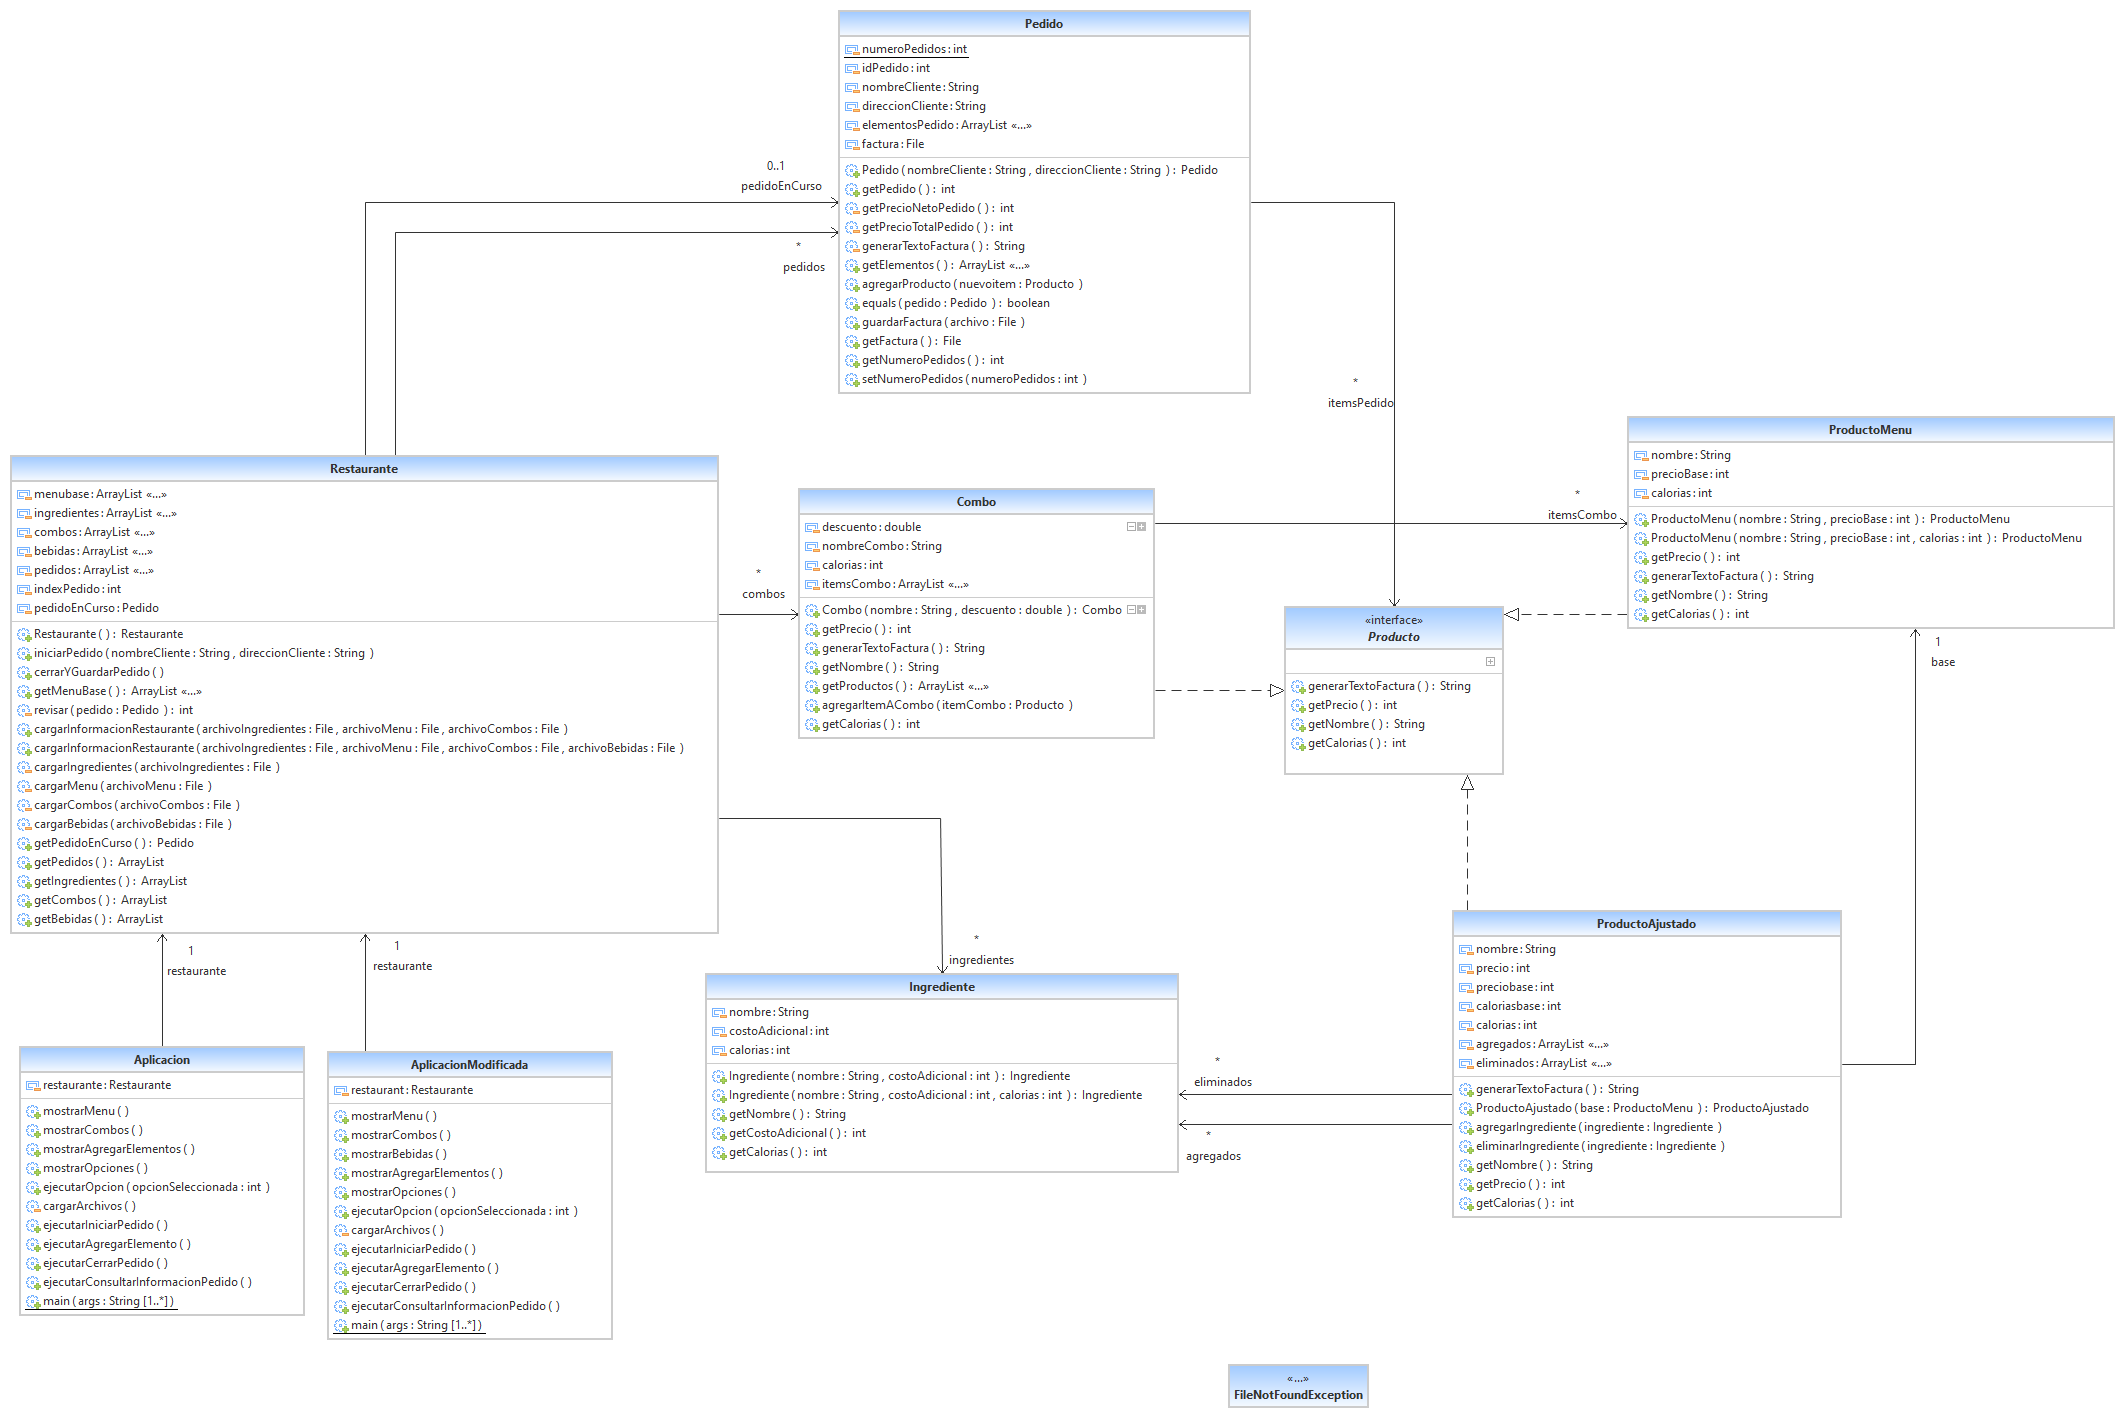 Pedido
numeroPedidos: int
idPedido: int
nombreCliente: String
direccionCliente: String
elementosPedido: ArrayList «...»
factura: File
Pedido ( nombreCliente : String , direccionCliente : String ) : Pedido
getPedido ( ) : int
getPrecioNetoPedido ( ) : int
getPrecioTotalPedido ( ) : int
generarTextoFactura ( ) : String
getElementos ( ) : ArrayList «...»
agregarProducto ( nuevoitem : Producto )
equals ( pedido : Pedido ) : boolean
guardarFactura ( archivo : File )
getFactura ( ) : File
getNumeroPedidos ( ) : int
setNumeroPedidos ( numeroPedidos : int )
0..1
pedidoEnCurso
*
pedidos
*
itemsPedido
Restaurante
menubase: ArrayList «...»
ingredientes: ArrayList «...»
combos: ArrayList «...»
bebidas: ArrayList «...»
pedidos: ArrayList «...»
indexPedido: int
pedidoEnCurso: Pedido
Restaurante ( ) : Restaurante
iniciarPedido ( nombreCliente : String , direccionCliente : String )
cerrarYGuardarPedido ( )
getMenuBase ( ) : ArrayList «...»
revisar ( pedido : Pedido ) : int
cargarInformacionRestaurante ( archivoIngredientes : File , archivoMenu : File , archivoCombos : File )
cargarInformacionRestaurante ( archivoIngredientes : File , archivoMenu : File , archivoCombos : File , archivoBebidas : File )
cargarIngredientes ( archivoIngredientes : File )
cargarMenu ( archivoMenu : File )
cargarCombos ( archivoCombos : File )
cargarBebidas ( archivoBebidas : File )
getPedidoEnCurso ( ) : Pedido
getPedidos ( ) : ArrayList
getIngredientes ( ) : ArrayList
getCombos ( ) : ArrayList
getBebidas ( ) : ArrayList
*
combos
Combo
descuento: double
nombreCombo: String
calorias: int
itemsCombo: ArrayList «...»
Combo ( nombre : String , descuento : double ) : Combo
getPrecio ( ) : int
generarTextoFactura ( ) : String
getNombre ( ) : String
getProductos ( ) : ArrayList «...»
agregarItemACombo ( itemCombo : Producto )
getCalorias ( ) : int
*
itemsCombo
ProductoMenu
nombre: String
precioBase: int
calorias: int
ProductoMenu ( nombre : String , precioBase : int ) : ProductoMenu
ProductoMenu ( nombre : String , precioBase : int , calorias : int ) : ProductoMenu
getPrecio ( ) : int
generarTextoFactura ( ) : String
getNombre ( ) : String
getCalorias ( ) : int
«interface»
Producto
generarTextoFactura ( ) : String
getPrecio ( ) : int
getNombre ( ) : String
getCalorias ( ) : int
1
base
1
restaurante
1
restaurante
*
ingredientes
Aplicacion
restaurante: Restaurante
mostrarMenu ( )
mostrarCombos ( )
mostrarAgregarElementos ( )
mostrarOpciones ( )
ejecutarOpcion ( opcionSeleccionada : int )
cargarArchivos ( )
ejecutarIniciarPedido ( )
ejecutarAgregarElemento ( )
ejecutarCerrarPedido ( )
ejecutarConsultarInformacionPedido ( )
main ( args : String [1..*] )
AplicacionModificada
restaurant: Restaurante
mostrarMenu ( )
mostrarCombos ( )
mostrarBebidas ( )
mostrarAgregarElementos ( )
mostrarOpciones ( )
ejecutarOpcion ( opcionSeleccionada : int )
cargarArchivos ( )
ejecutarIniciarPedido ( )
ejecutarAgregarElemento ( )
ejecutarCerrarPedido ( )
ejecutarConsultarInformacionPedido ( )
main ( args : String [1..*] )
Ingrediente
nombre: String
costoAdicional: int
calorias: int
Ingrediente ( nombre : String , costoAdicional : int ) : Ingrediente
Ingrediente ( nombre : String , costoAdicional : int , calorias : int ) : Ingrediente
getNombre ( ) : String
getCostoAdicional ( ) : int
getCalorias ( ) : int
*
eliminados
*
agregados
ProductoAjustado
nombre: String
precio: int
preciobase: int
caloriasbase: int
calorias: int
agregados: ArrayList «...»
eliminados: ArrayList «...»
generarTextoFactura ( ) : String
ProductoAjustado ( base : ProductoMenu ) : ProductoAjustado
agregarIngrediente ( ingrediente : Ingrediente )
eliminarIngrediente ( ingrediente : Ingrediente )
getNombre ( ) : String
getPrecio ( ) : int
getCalorias ( ) : int
«...»
FileNotFoundException